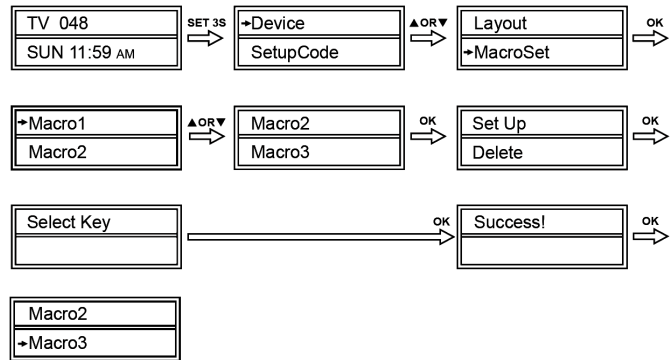 TV 048
SUN 11:59 AM
SET 3S
➔Device
SetupCode
▲OR▼
Layout
➔MacroSet
OK
➔Macro1
Macro2
▲OR▼
Macro2
Macro3
OK
Set Up
Delete
OK
Select Key
OK
Success!
OK
Macro2
➔Macro3